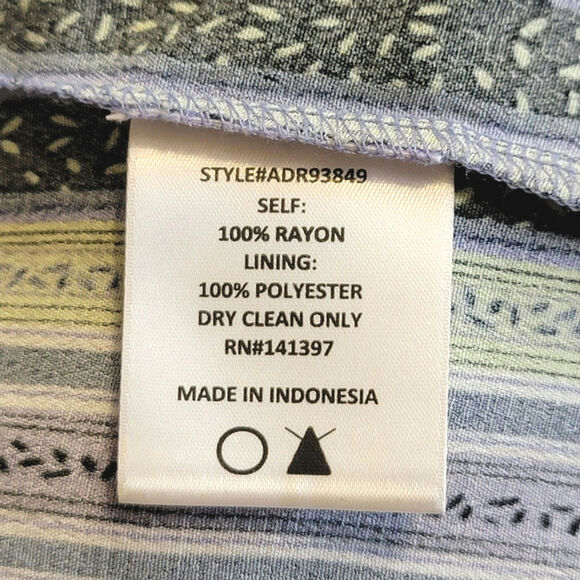 STYLE#ADR93849
SELF:
100% RAYON
LINING:
100% POLYESTER
DRY CLEAN ONLY
RN#141397
MADE IN INDONESIA